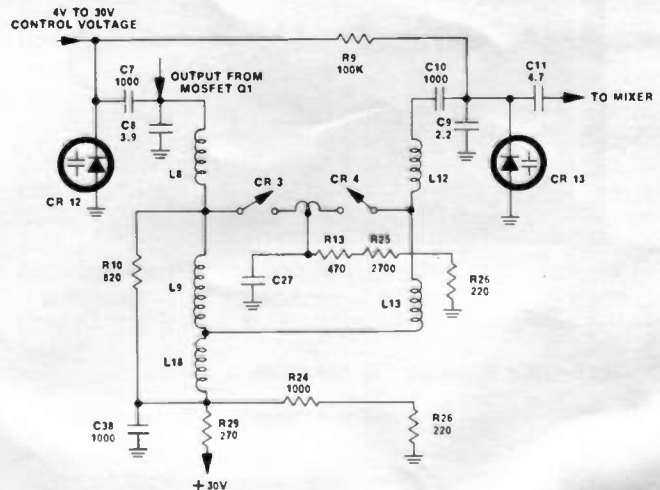 4V TO 30V
CONTROL VOLTAGE
R9
100K
C7
1000
OUTPUT FROM
MOSFET Q1
C10
1000
C11
4.7
TO MIXER
C8
3.9
C9
2.2
CR 12
L8
L12
CR 13
CR 3
CR 4
R10
820
R13
470
R25
2700
C27
L9
L13
R26
220
L18
R24
1000
C38
1000
R29
270
R26
220
+30V